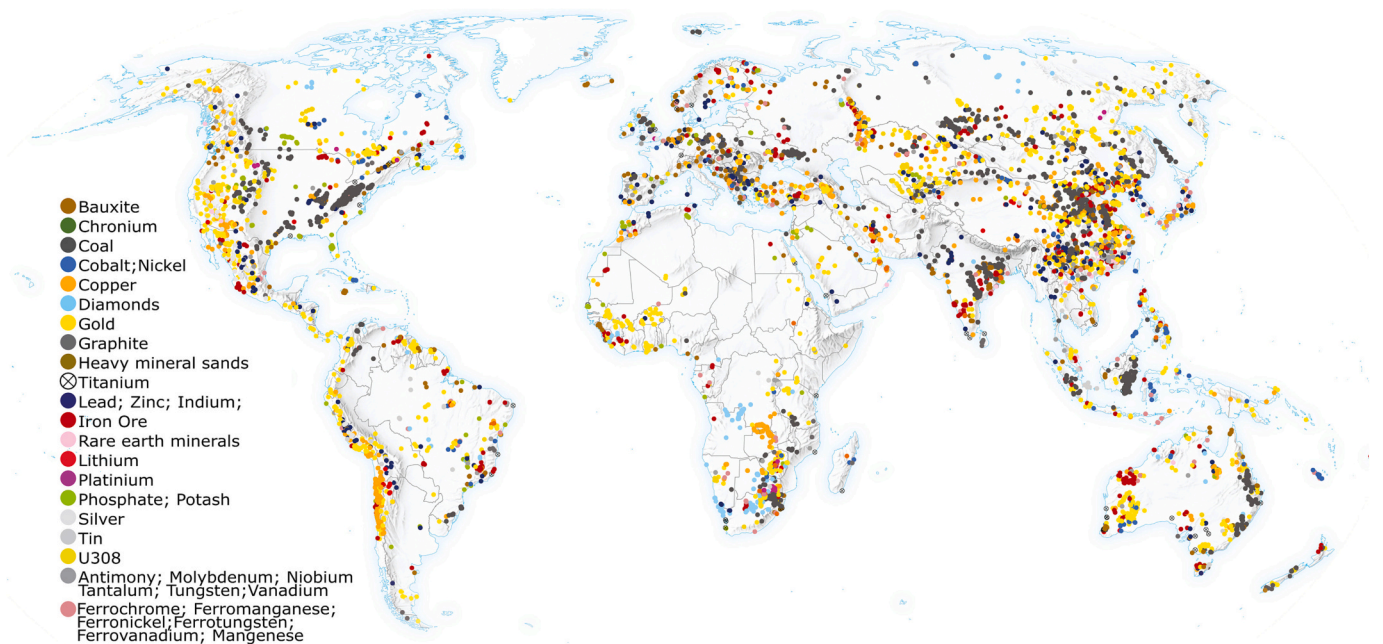 Bauxite
Chronium
Coal
Cobalt;Nickel
Copper
Diamonds
Gold
Graphite
Heavy mineral sands
Titanium
Lead; Zinc; Indium;
Iron Ore
Rare earth minerals
Lithium
Platinium
Phosphate; Potash
Silver
Tin
U308
Antimony; Molybdenum; Niobium
Tantalum; Tungsten;Vanadium
Ferrochrome; Ferromanganese;
Ferronickel;Ferrotungsten;
Ferrovanadium; Mangenese